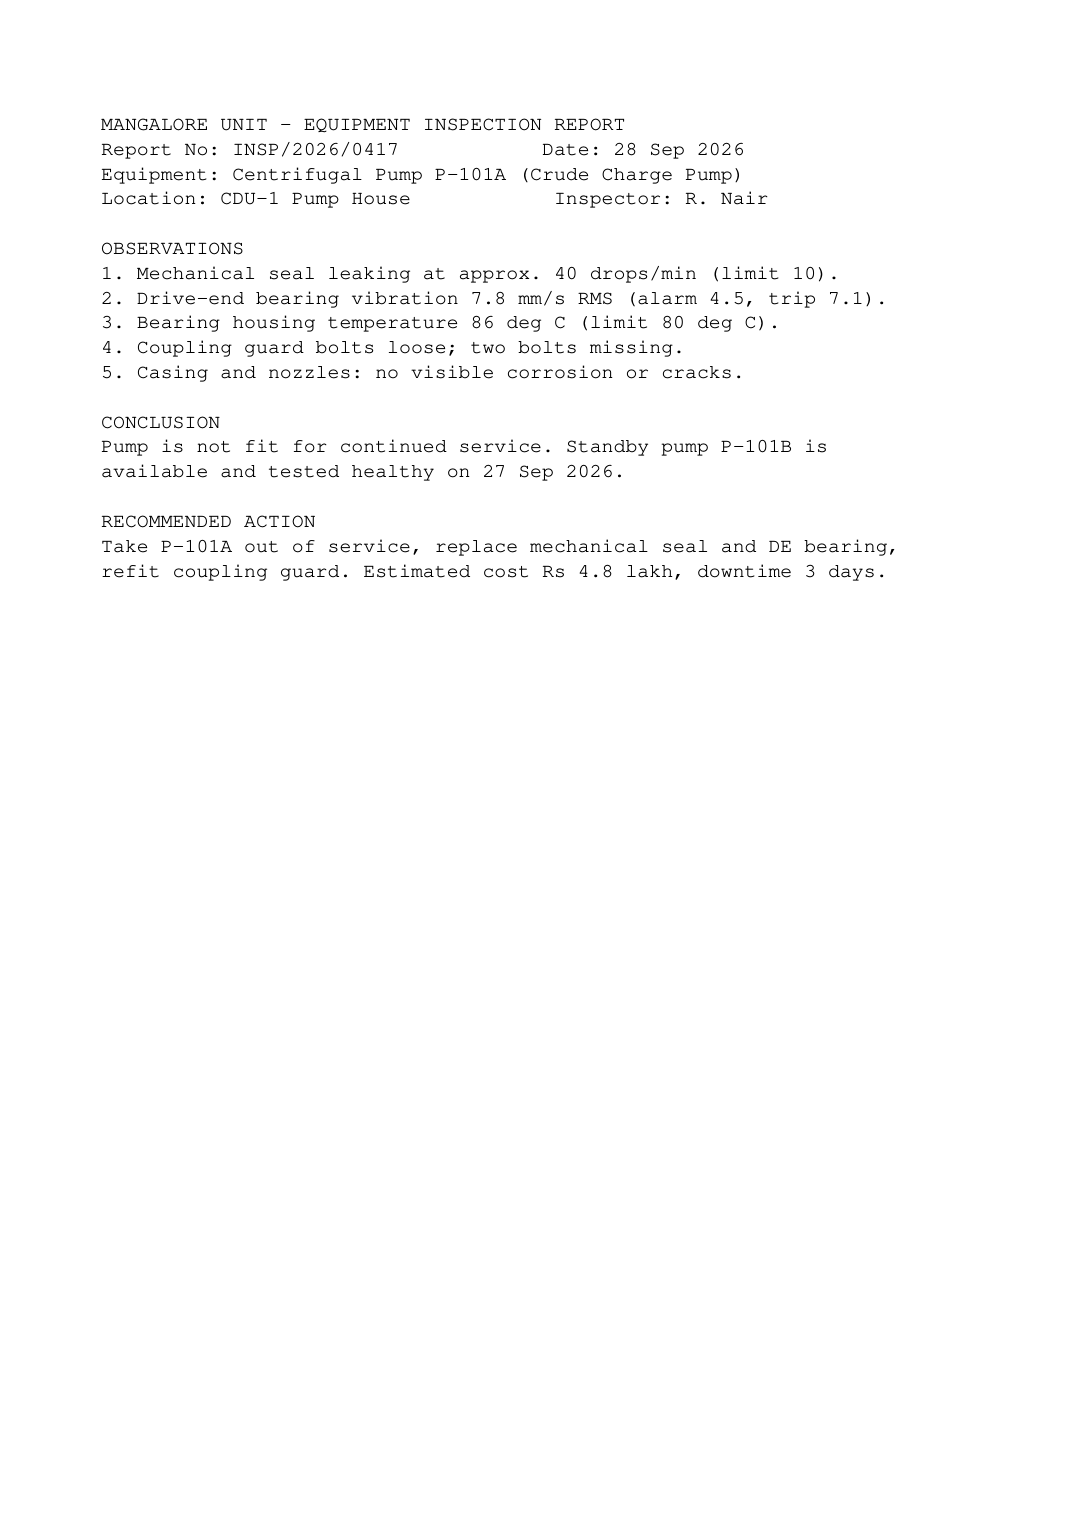 MANGALORE UNIT - EQUIPMENT INSPECTION REPORT
Report No: INSP/2026/0417            Date: 28 Sep 2026
Equipment: Centrifugal Pump P-101A (Crude Charge Pump)
Location: CDU-1 Pump House            Inspector: R. Nair

OBSERVATIONS
1. Mechanical seal leaking at approx. 40 drops/min (limit 10).
2. Drive-end bearing vibration 7.8 mm/s RMS (alarm 4.5, trip 7.1).
3. Bearing housing temperature 86 deg C (limit 80 deg C).
4. Coupling guard bolts loose; two bolts missing.
5. Casing and nozzles: no visible corrosion or cracks.

CONCLUSION
Pump is not fit for continued service. Standby pump P-101B is
available and tested healthy on 27 Sep 2026.

RECOMMENDED ACTION
Take P-101A out of service, replace mechanical seal and DE bearing,
refit coupling guard. Estimated cost Rs 4.8 lakh, downtime 3 days.